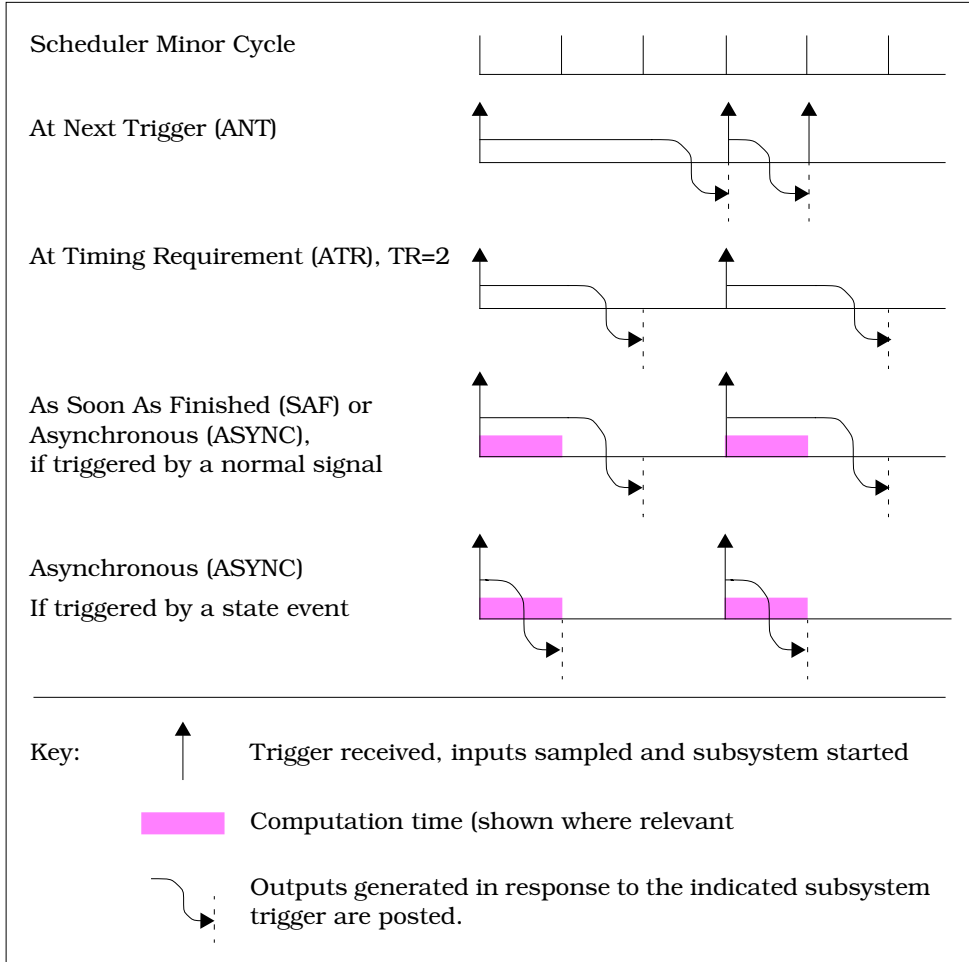 Scheduler Minor Cycle
At Next Trigger (ANT)
At Timing Requirement (ATR), TR=2
As Soon As Finished (SAF) or
Asynchronous (ASYNC),
if triggered by a normal signal
Asynchronous (ASYNC)
If triggered by a state event
Key:
Trigger received, inputs sampled and subsystem started
Computation time (shown where relevant
Outputs generated in response to the indicated subsystem
trigger are posted.